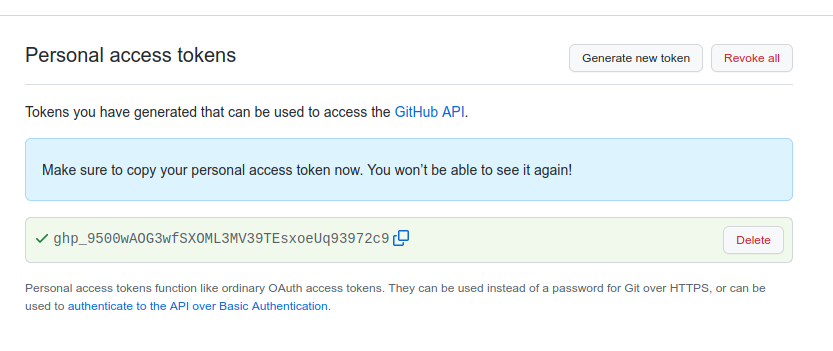 Personal access tokens
Generate new token
Revoke all
Tokens you have generated that can be used to access the GitHub API.
Make sure to copy your personal access token now. You won't be able to see it again!
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
Delete
Personal access tokens function like ordinary OAuth access tokens. They can be used instead of a password for Git over HTTPS, or can be
used to authenticate to the API over Basic Authentication.